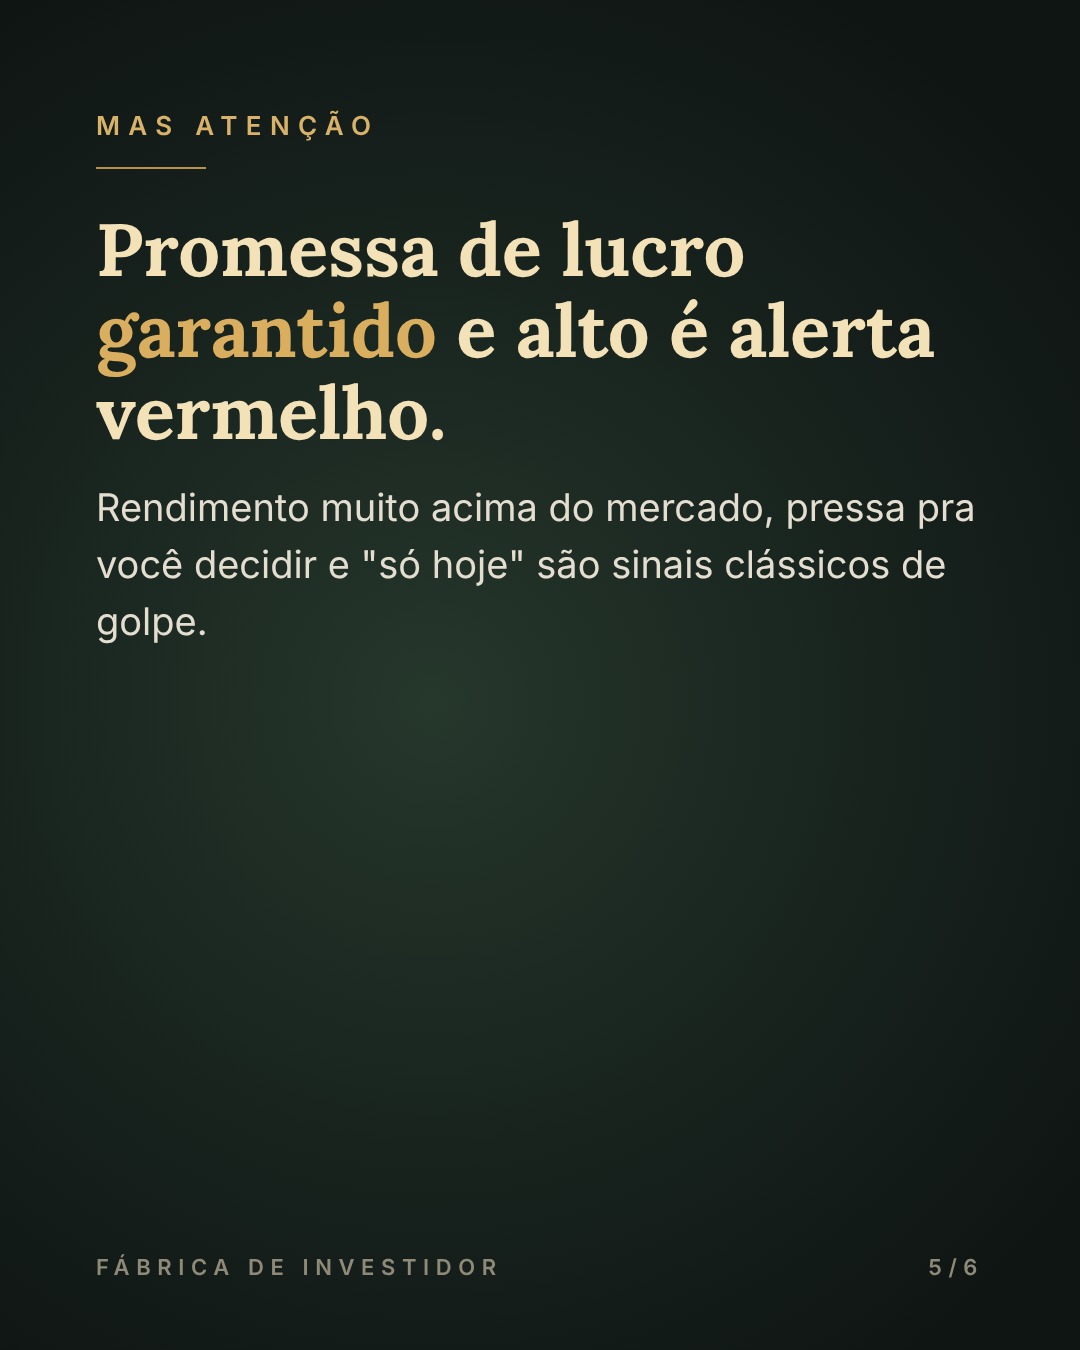 MAS ATENÇÃO
Promessa de lucro
garantido e alto é alerta
vermelho.
Rendimento muito acima do mercado, pressa pra
você decidir e "só hoje" são sinais clássicos de
golpe.
FÁBRICA DE INVESTIDOR
5/6